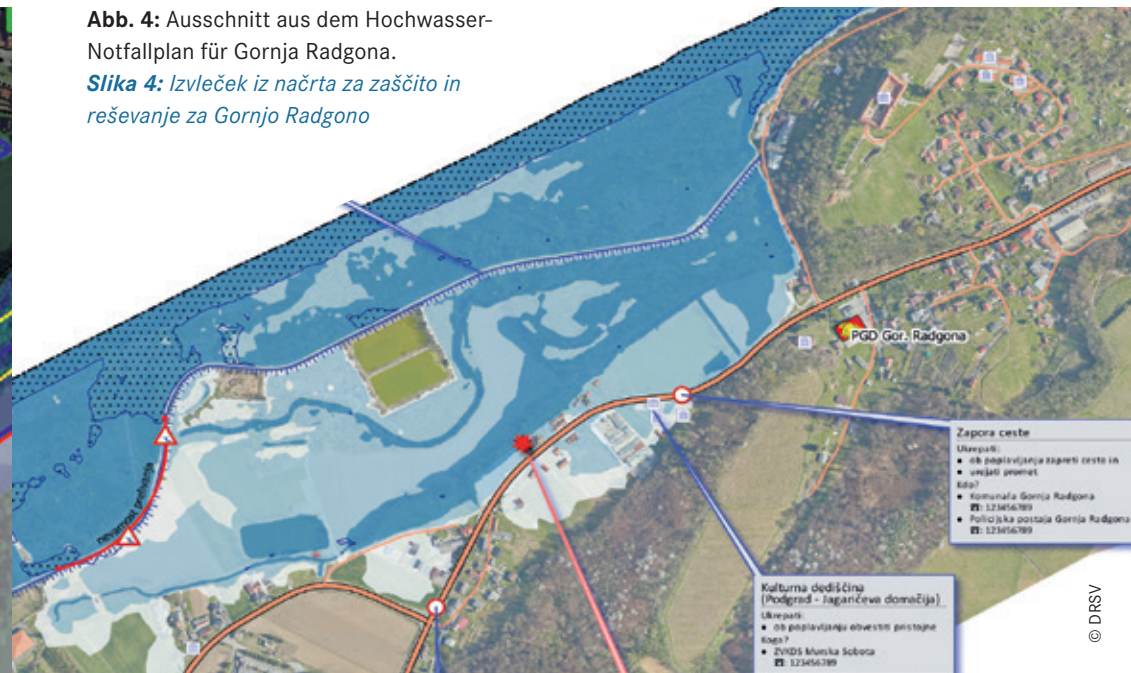 Abb. 4: Ausschnitt aus dem Hochwasser-
Notfallplan für Gornja Radgona.
Slika 4: Izvleček iz načrta za zaščito in
reševanje za Gornjo Radgono
PGD Gor. Radgona
nevarnost preboja
Zapora ceste
Ukrepati:
• ob poplavljanju zapreti cesto in
• urejati promet
Kdo?
• Komunala Gornja Radgona
☎: 123456789
• Policijska postaja Gornja Radgona
☎: 123456789
Kulturna dediščina
(Podgrad - Jagaričeva domačija)
Ukrepati:
• ob poplavljanju obvestiti pristojne
Koga?
• ZVKDS Murska Sobota
☎: 123456789
© DRSV